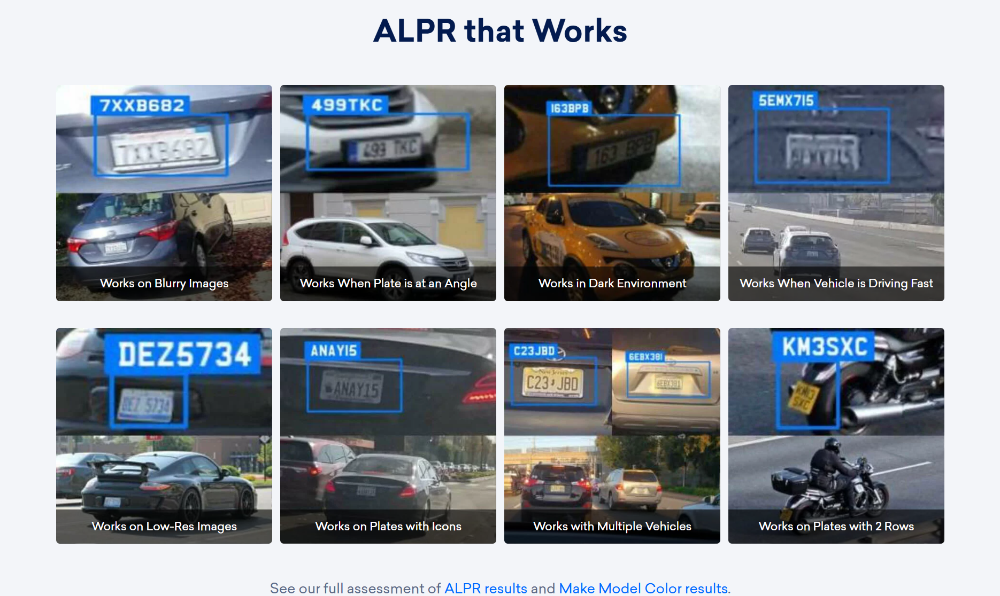 ALPR that Works
7XXB682
7XXB682
Works on Blurry Images
499TKC
499 TKC
Works When Plate is at an Angle
163BPB
163 BPB
Works in Dark Environment
5EMX715
Works When Vehicle is Driving Fast
DEZ5734
DEZ 5734
Works on Low-Res Images
ANAY15
ANAY15
Works on Plates with Icons
C23JBD
New Jersey
C23 JBD
6EBX381
6EBX381
Works with Multiple Vehicles
KM3SXC
KM3
SXC
Works on Plates with 2 Rows
See our full assessment of ALPR results and Make Model Color results.